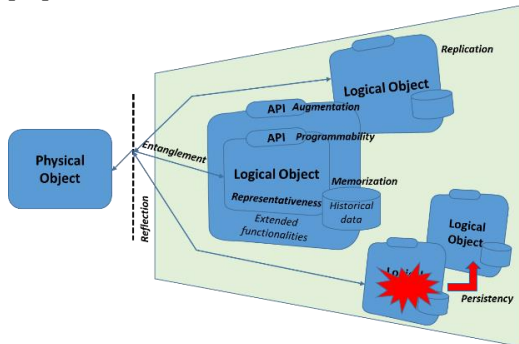 Replication
Logical Object
API Augmentation
API Programmability
Entanglement
Physical
Object
Logical Object
Memorization
Representativeness
Historical
data
Extended
functionalities
Reflection
Logical
Object
Persistency